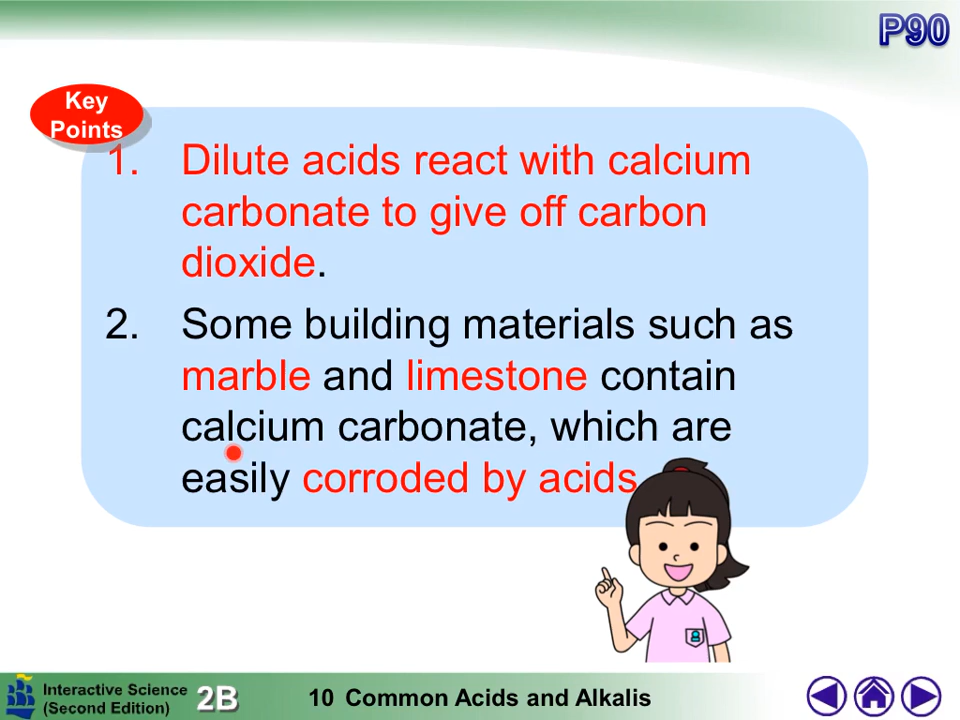 P90
Key
Points
1. Dilute acids react with calcium
carbonate to give off carbon
dioxide.
2. Some building materials such as
marble and limestone contain
calcium carbonate, which are
easily corroded by acids
Interactive Science
(Second Edition)
2B
10 Common Acids and Alkalis